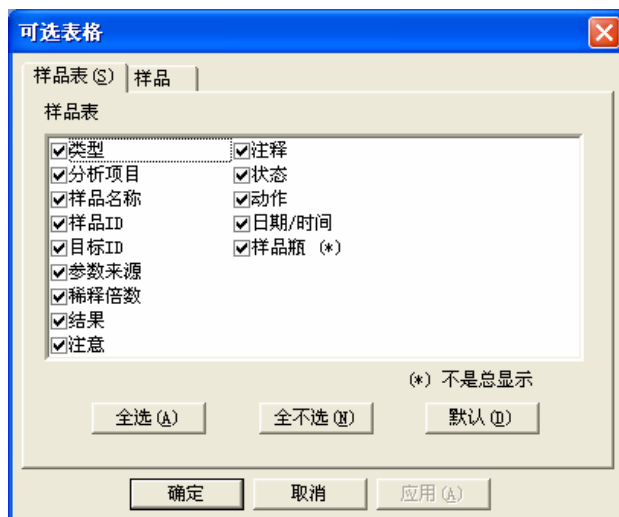 可选表格
样品表(S) 样品
样品表
类型 注释
分析项目 状态
样品名称 动作
样品ID 日期/时间
目标ID 样品瓶 (*)
参数来源
稀释倍数
结果
注意
(*) 不是总显示
全选(A) 全不选(N) 默认(D)
确定 取消 应用(A)